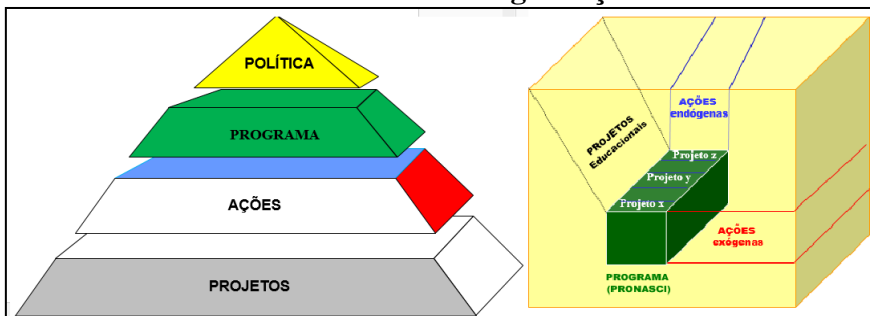 POLÍTICA
PROGRAMA
AÇÕES
PROJETOS
PROJETOS
Educacionais
AÇÕES
endógenas
Projeto z
Projeto y
Projeto x
AÇÕES
exógenas
PROGRAMA
(PRONASCI)